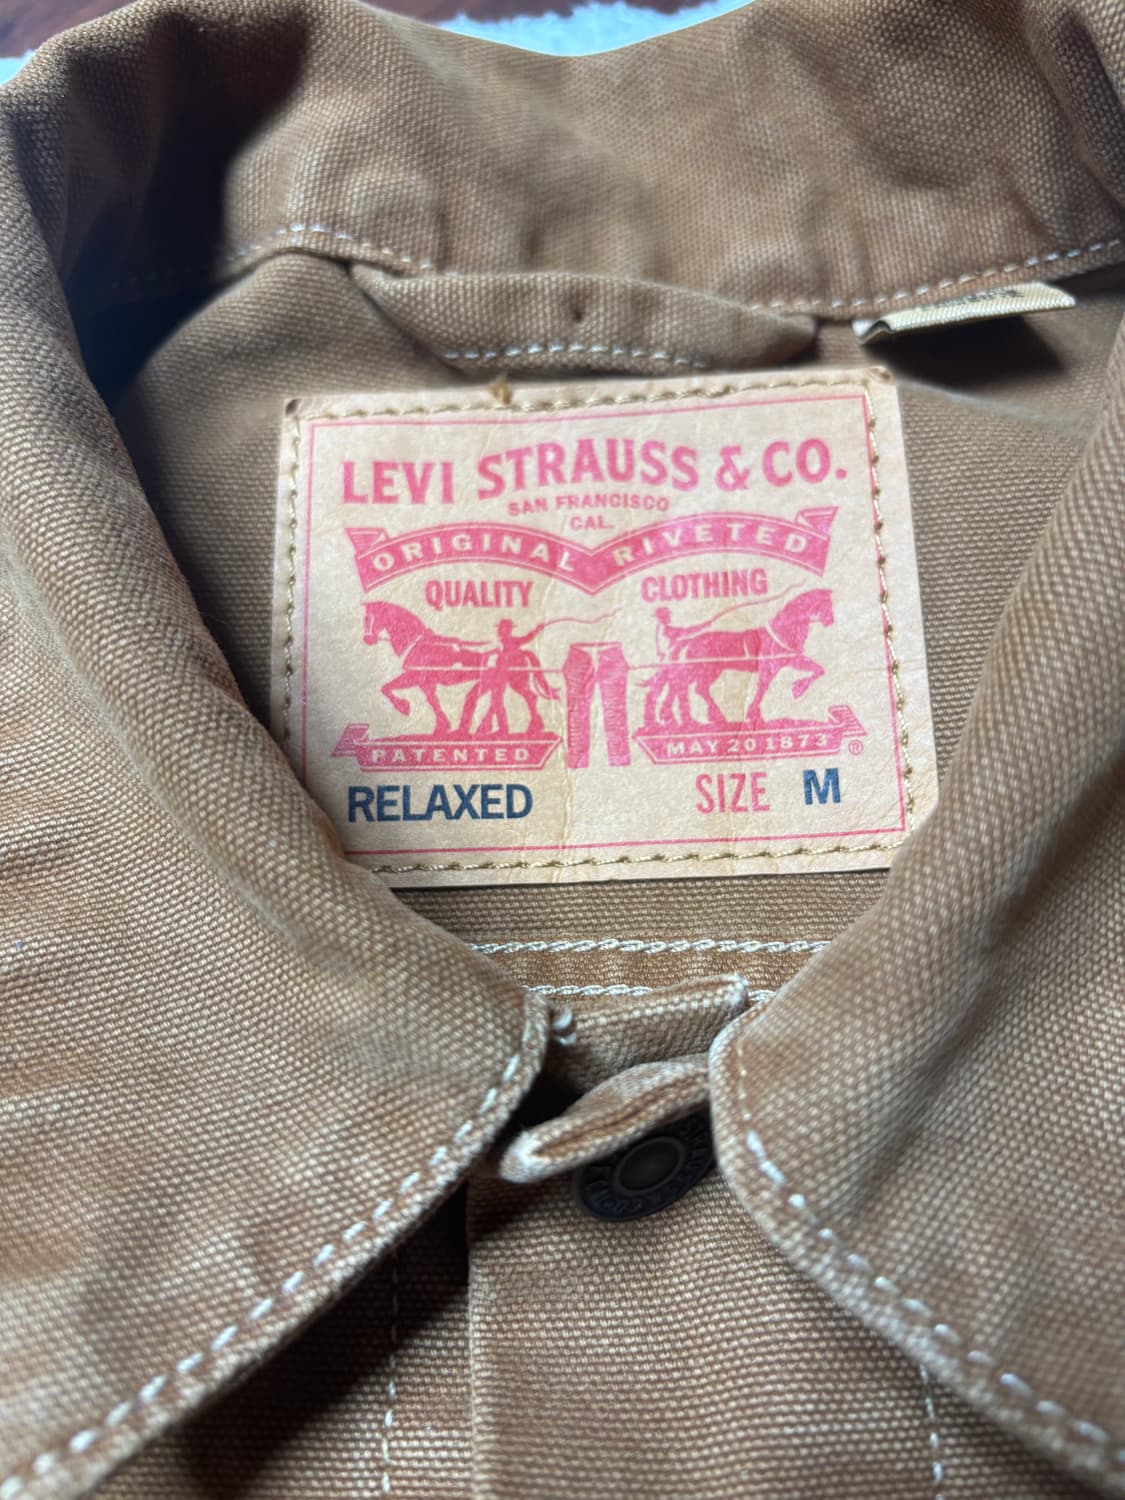 LEVI STRAUSS & CO.
SAN FRANCISCO
CAL.
ORIGINAL RIVETED
QUALITY CLOTHING
PATENTED MAY 20 1873 ®
RELAXED SIZE M